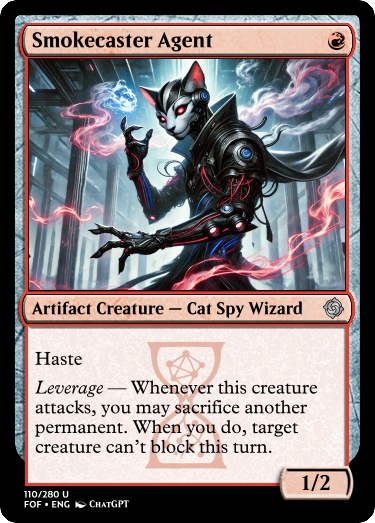 Smokecaster Agent
Artifact Creature — Cat Spy Wizard
Haste
Leverage — Whenever this creature
attacks, you may sacrifice another
permanent. When you do, target
creature can't block this turn.
1/2
110/280 U
FOF • ENG ChatGPT